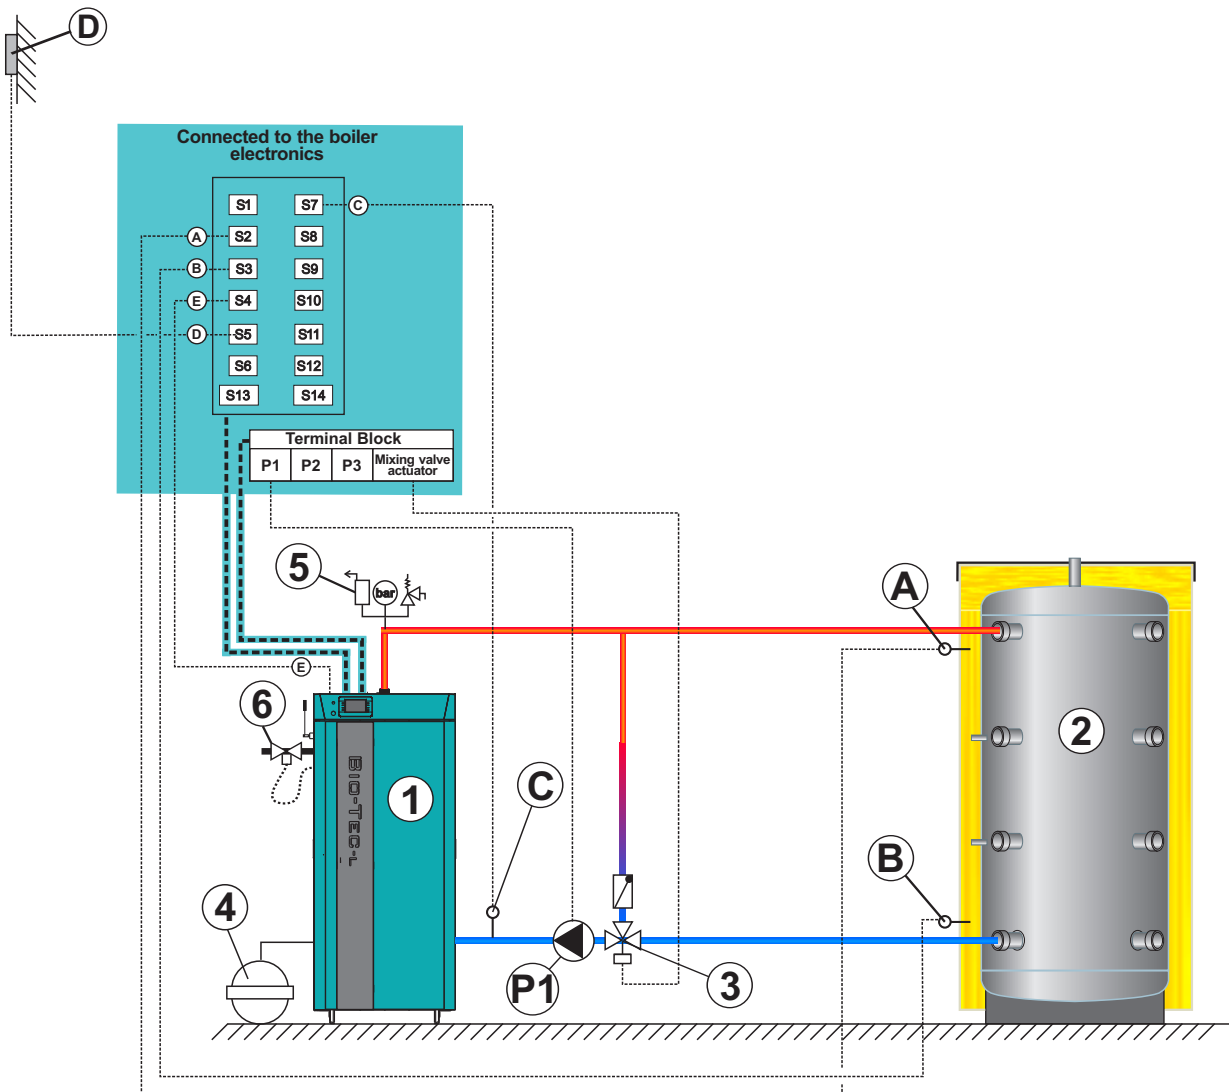 D
Connected to the boiler
electronics
S1 S7 C
A S2 S8
B S3 S9
E S4 S10
D S5 S11
S6 S12
S13 S14
Terminal Block
P1 P2 P3 Mixing valve
actuator
5
bar
A
E
6
2
1
BIO-TEC-L
C
B
4
P1
3